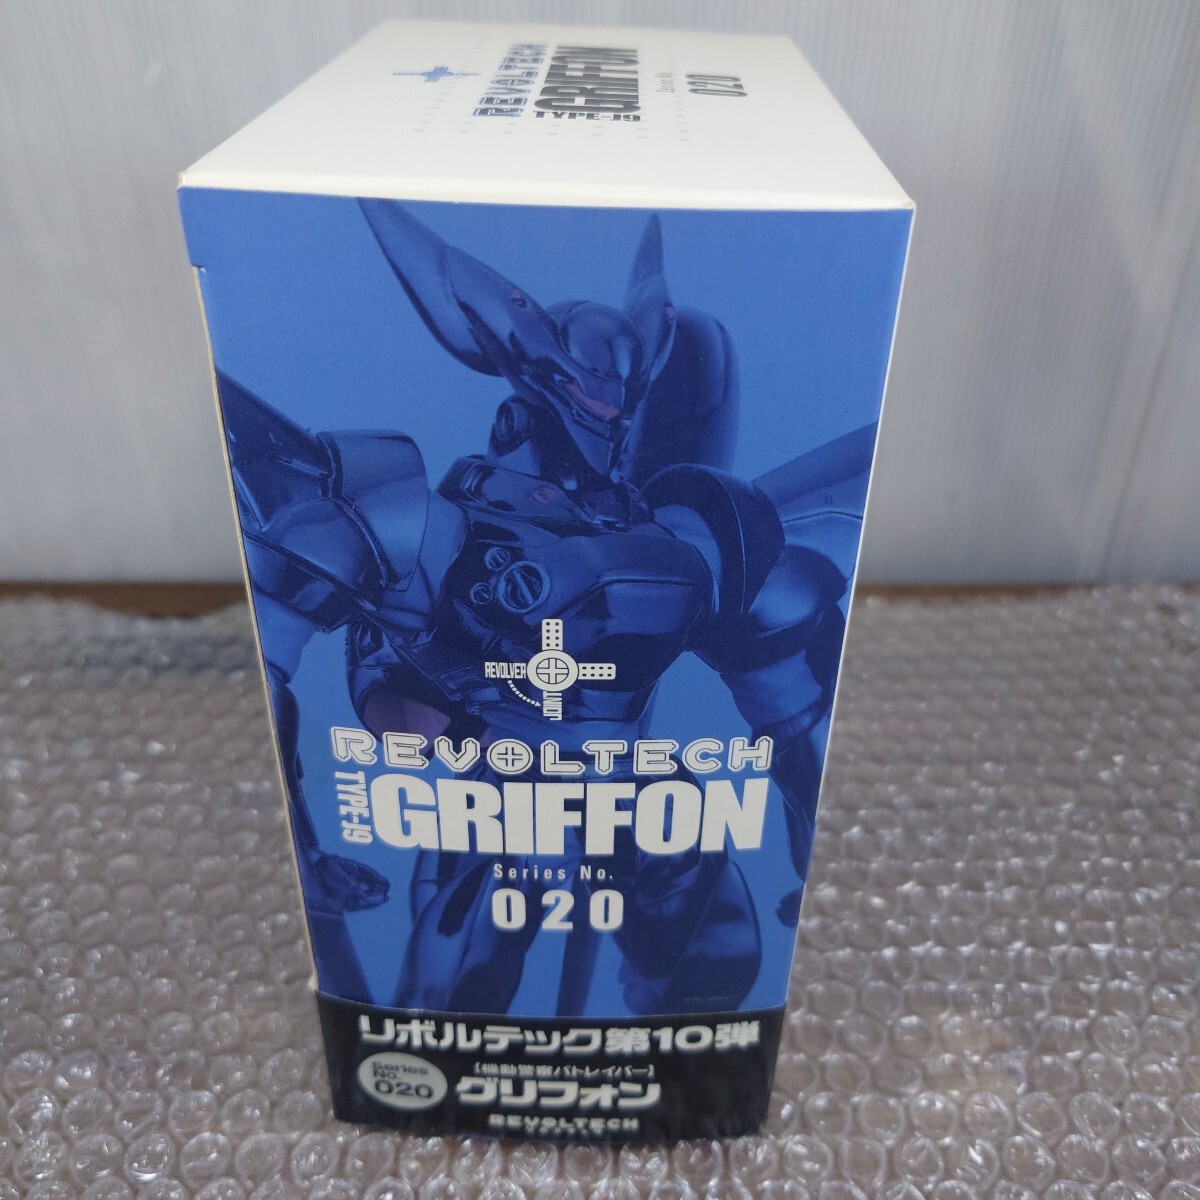 REVOLTECH
GRIFFON
TYPE-J9
Series No.
020
REVOLVER
JOINT
REVOLTECH
TYPE-J9
GRIFFON
Series No.
020
リボルテック第10弾
Series
No.
020
【機動警察パトレイバー】
グリフォン
REVOLTECH